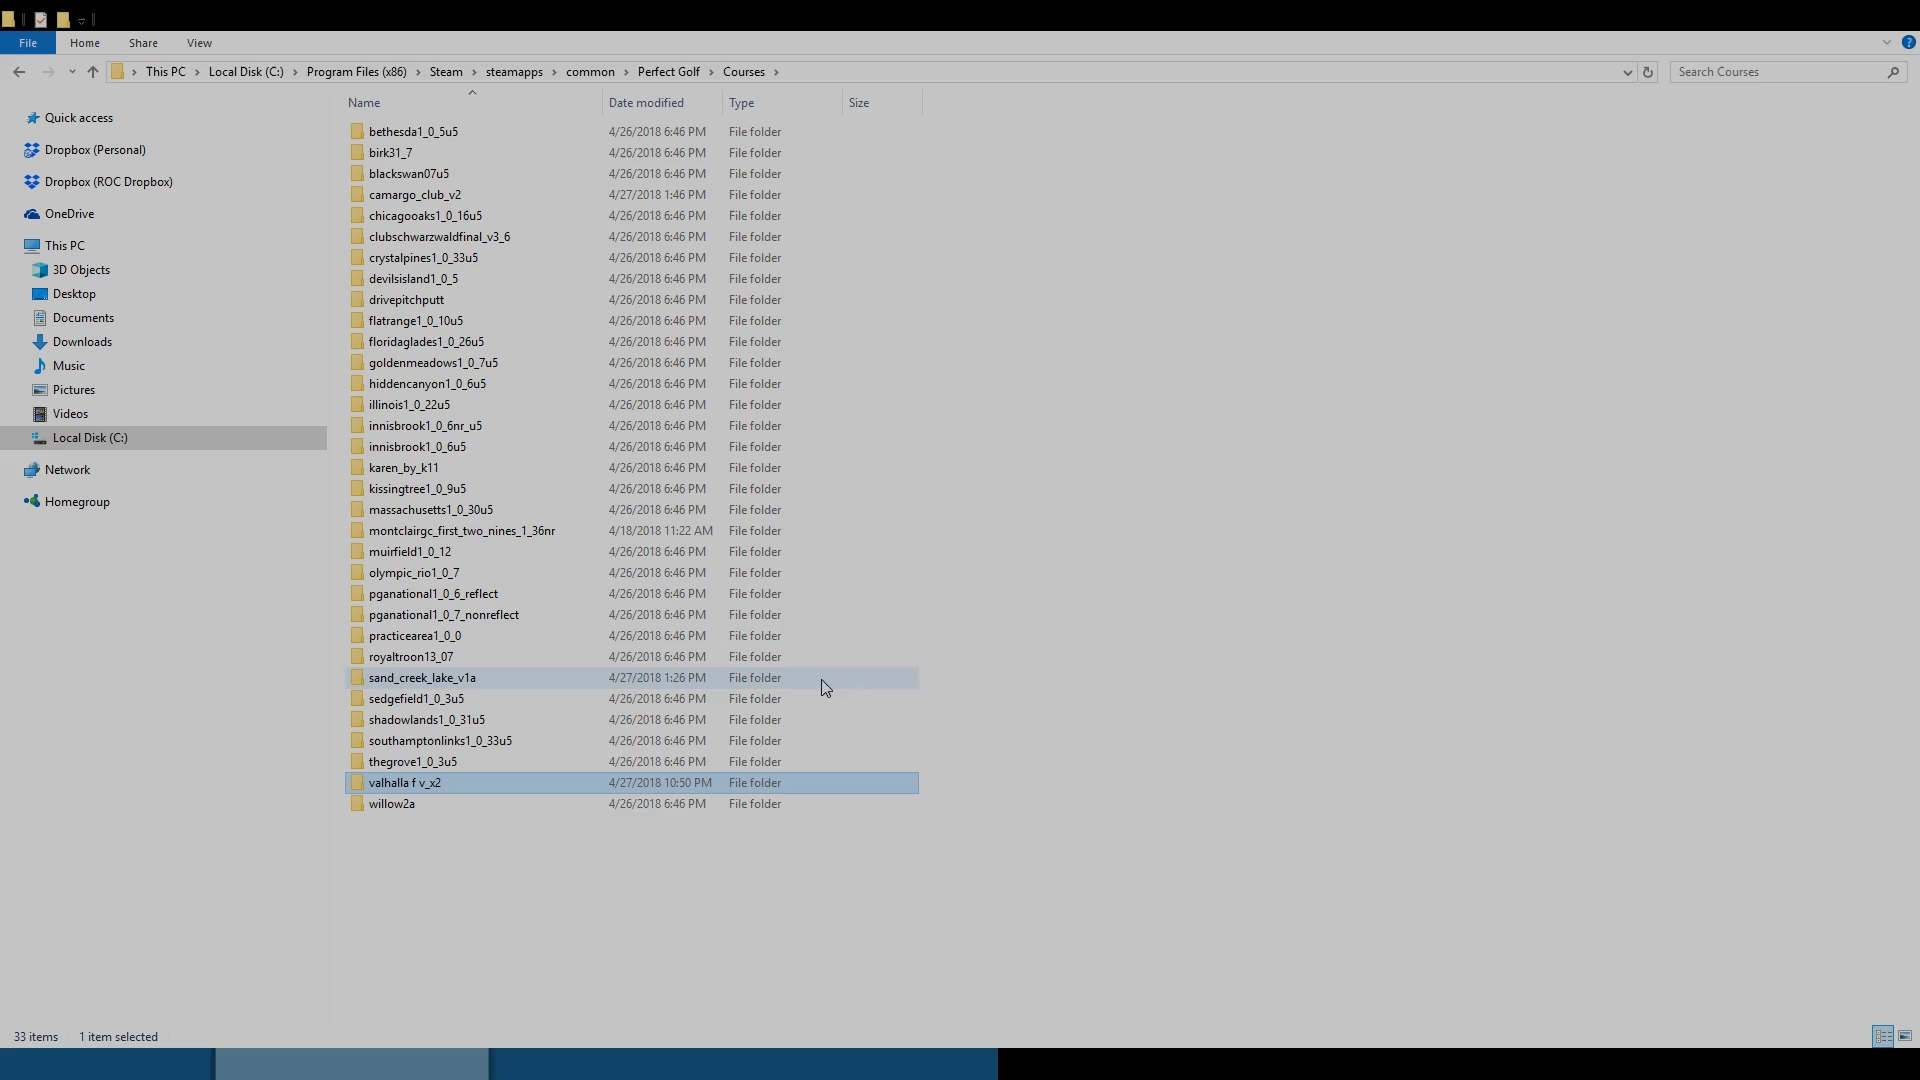 File Home Share View
This PC Local Disk (C:) Program Files (x86) Steam steamapps common Perfect Golf Courses Search Courses
Name Date modified Type Size
Quick access
Dropbox (Personal)
Dropbox (ROC Dropbox)
OneDrive
This PC
3D Objects
Desktop
Documents
Downloads
Music
Pictures
Videos
Local Disk (C:)
Network
Homegroup
bethesda1_0_5u5 4/26/2018 6:46 PM File folder
birk31_7 4/26/2018 6:46 PM File folder
blackswan07u5 4/26/2018 6:46 PM File folder
camargo_club_v2 4/27/2018 1:46 PM File folder
chicagooaks1_0_16u5 4/26/2018 6:46 PM File folder
clubschwarzwaldfinal_v3_6 4/26/2018 6:46 PM File folder
crystalpines1_0_33u5 4/26/2018 6:46 PM File folder
devilsisland1_0_5 4/26/2018 6:46 PM File folder
drivepitchputt 4/26/2018 6:46 PM File folder
flatrange1_0_10u5 4/26/2018 6:46 PM File folder
floridaglades1_0_26u5 4/26/2018 6:46 PM File folder
goldenmeadows1_0_7u5 4/26/2018 6:46 PM File folder
hiddencanyon1_0_6u5 4/26/2018 6:46 PM File folder
illinois1_0_22u5 4/26/2018 6:46 PM File folder
innisbrook1_0_6nr_u5 4/26/2018 6:46 PM File folder
innisbrook1_0_6u5 4/26/2018 6:46 PM File folder
karen_by_k11 4/26/2018 6:46 PM File folder
kissingtree1_0_9u5 4/26/2018 6:46 PM File folder
massachusetts1_0_30u5 4/26/2018 6:46 PM File folder
montclairgc_first_two_nines_1_36nr 4/18/2018 11:22 AM File folder
muirfield1_0_12 4/26/2018 6:46 PM File folder
olympic_rio1_0_7 4/26/2018 6:46 PM File folder
pganational1_0_6_reflect 4/26/2018 6:46 PM File folder
pganational1_0_7_nonreflect 4/26/2018 6:46 PM File folder
practicearea1_0_0 4/26/2018 6:46 PM File folder
royaltroon13_07 4/26/2018 6:46 PM File folder
sand_creek_lake_v1a 4/27/2018 1:26 PM File folder
sedgefield1_0_3u5 4/26/2018 6:46 PM File folder
shadowlands1_0_31u5 4/26/2018 6:46 PM File folder
southamptonlinks1_0_33u5 4/26/2018 6:46 PM File folder
thegrove1_0_3u5 4/26/2018 6:46 PM File folder
valhalla f v_x2 4/27/2018 10:50 PM File folder
willow2a 4/26/2018 6:46 PM File folder
33 items 1 item selected